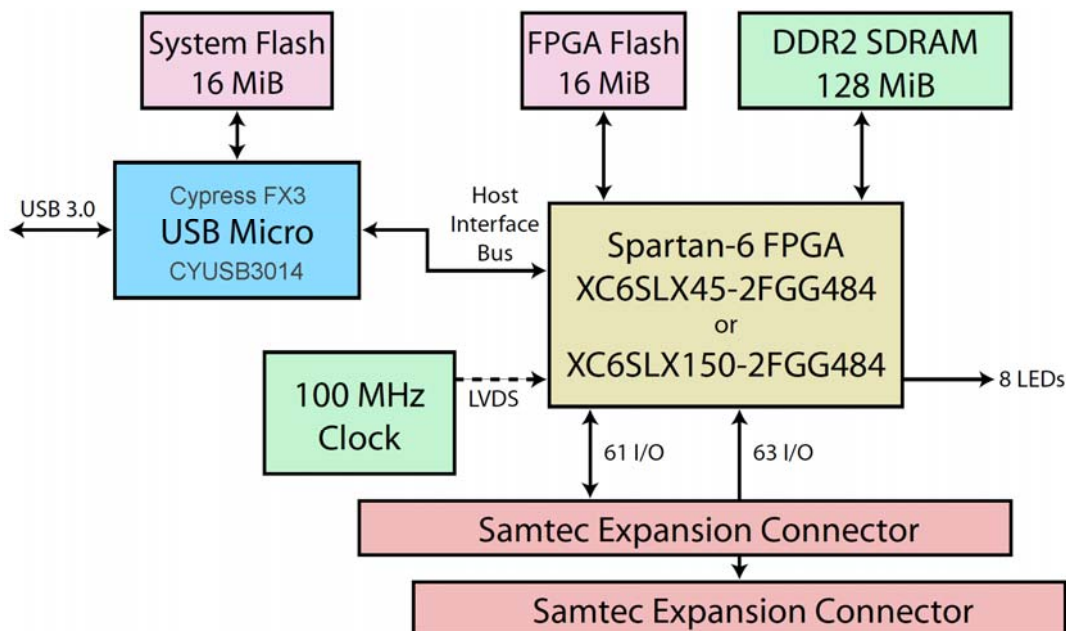 System Flash
16 MiB
FPGA Flash
16 MiB
DDR2 SDRAM
128 MiB
USB 3.0
Cypress FX3
USB Micro
CYUSB3014
Host
Interface
Bus
Spartan-6 FPGA
XC6SLX45-2FGG484
or
XC6SLX150-2FGG484
100 MHz
Clock
LVDS
8 LEDs
61 I/O
63 I/O
Samtec Expansion Connector
Samtec Expansion Connector